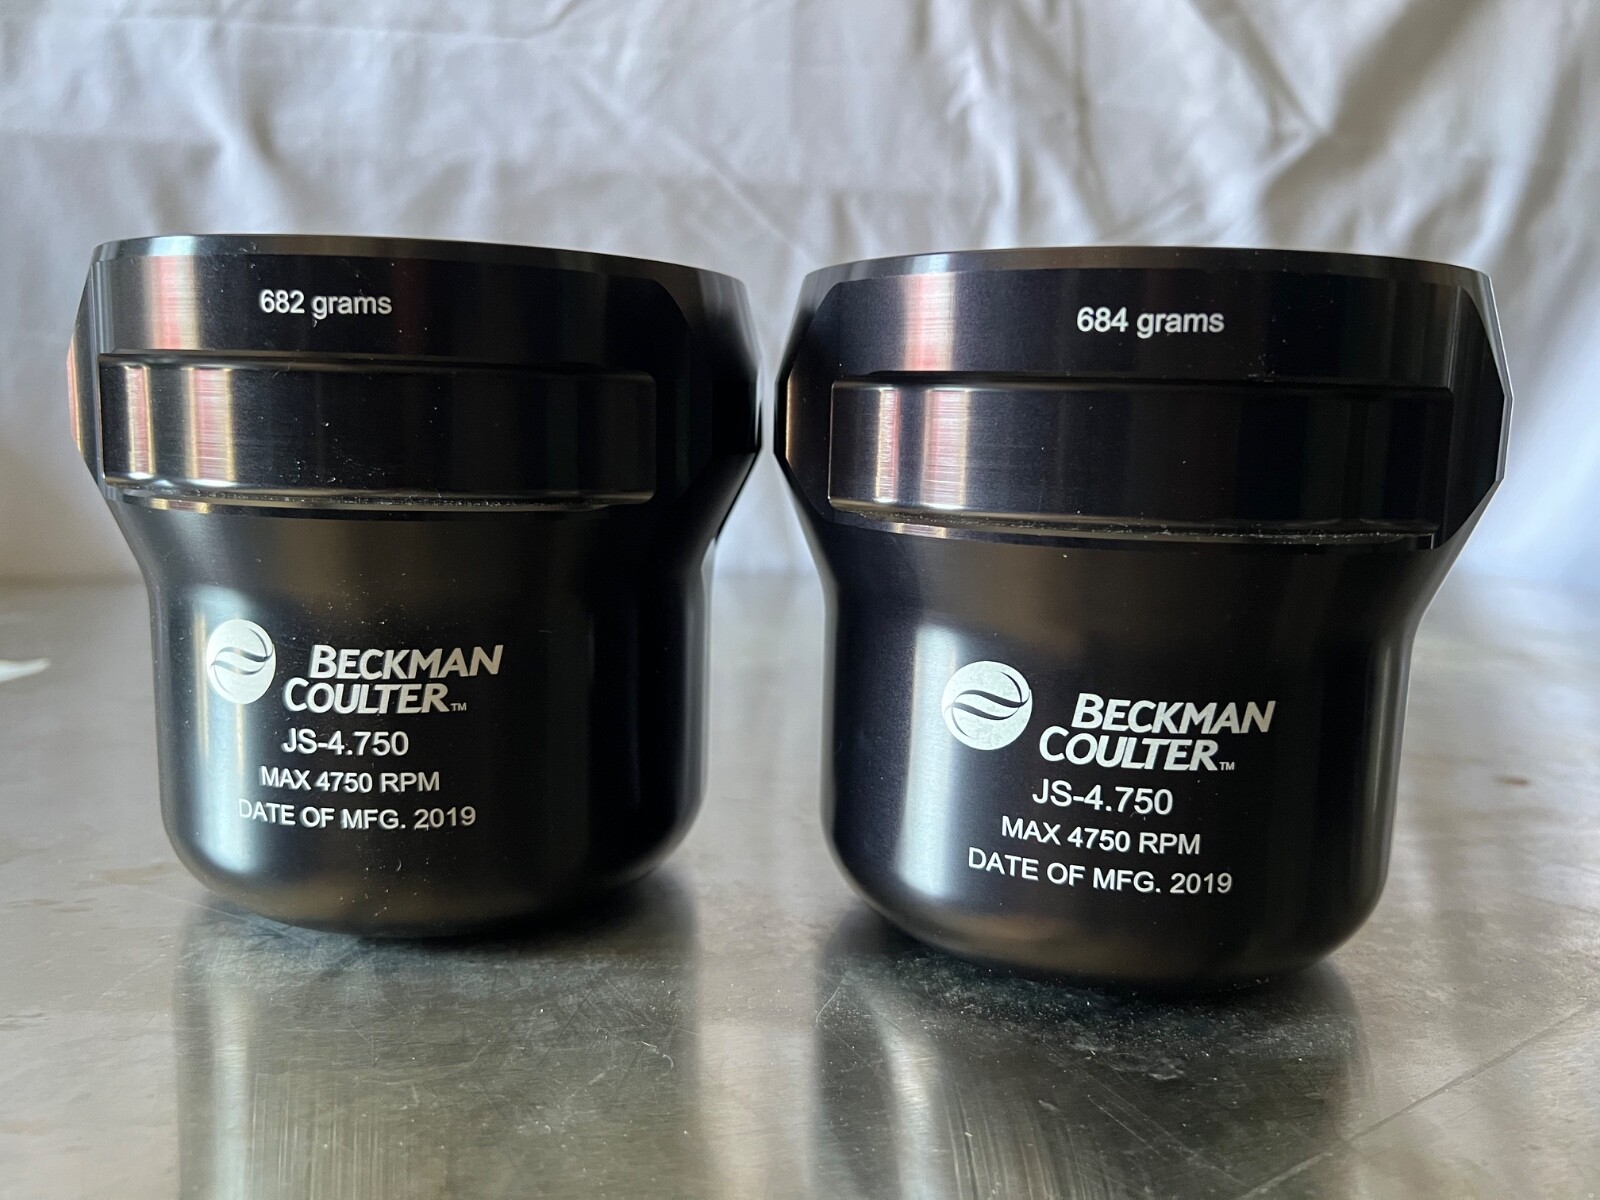 682 grams
BECKMAN
COULTER™
JS-4.750
MAX 4750 RPM
DATE OF MFG. 2019
684 grams
BECKMAN
COULTER™
JS-4.750
MAX 4750 RPM
DATE OF MFG. 2019